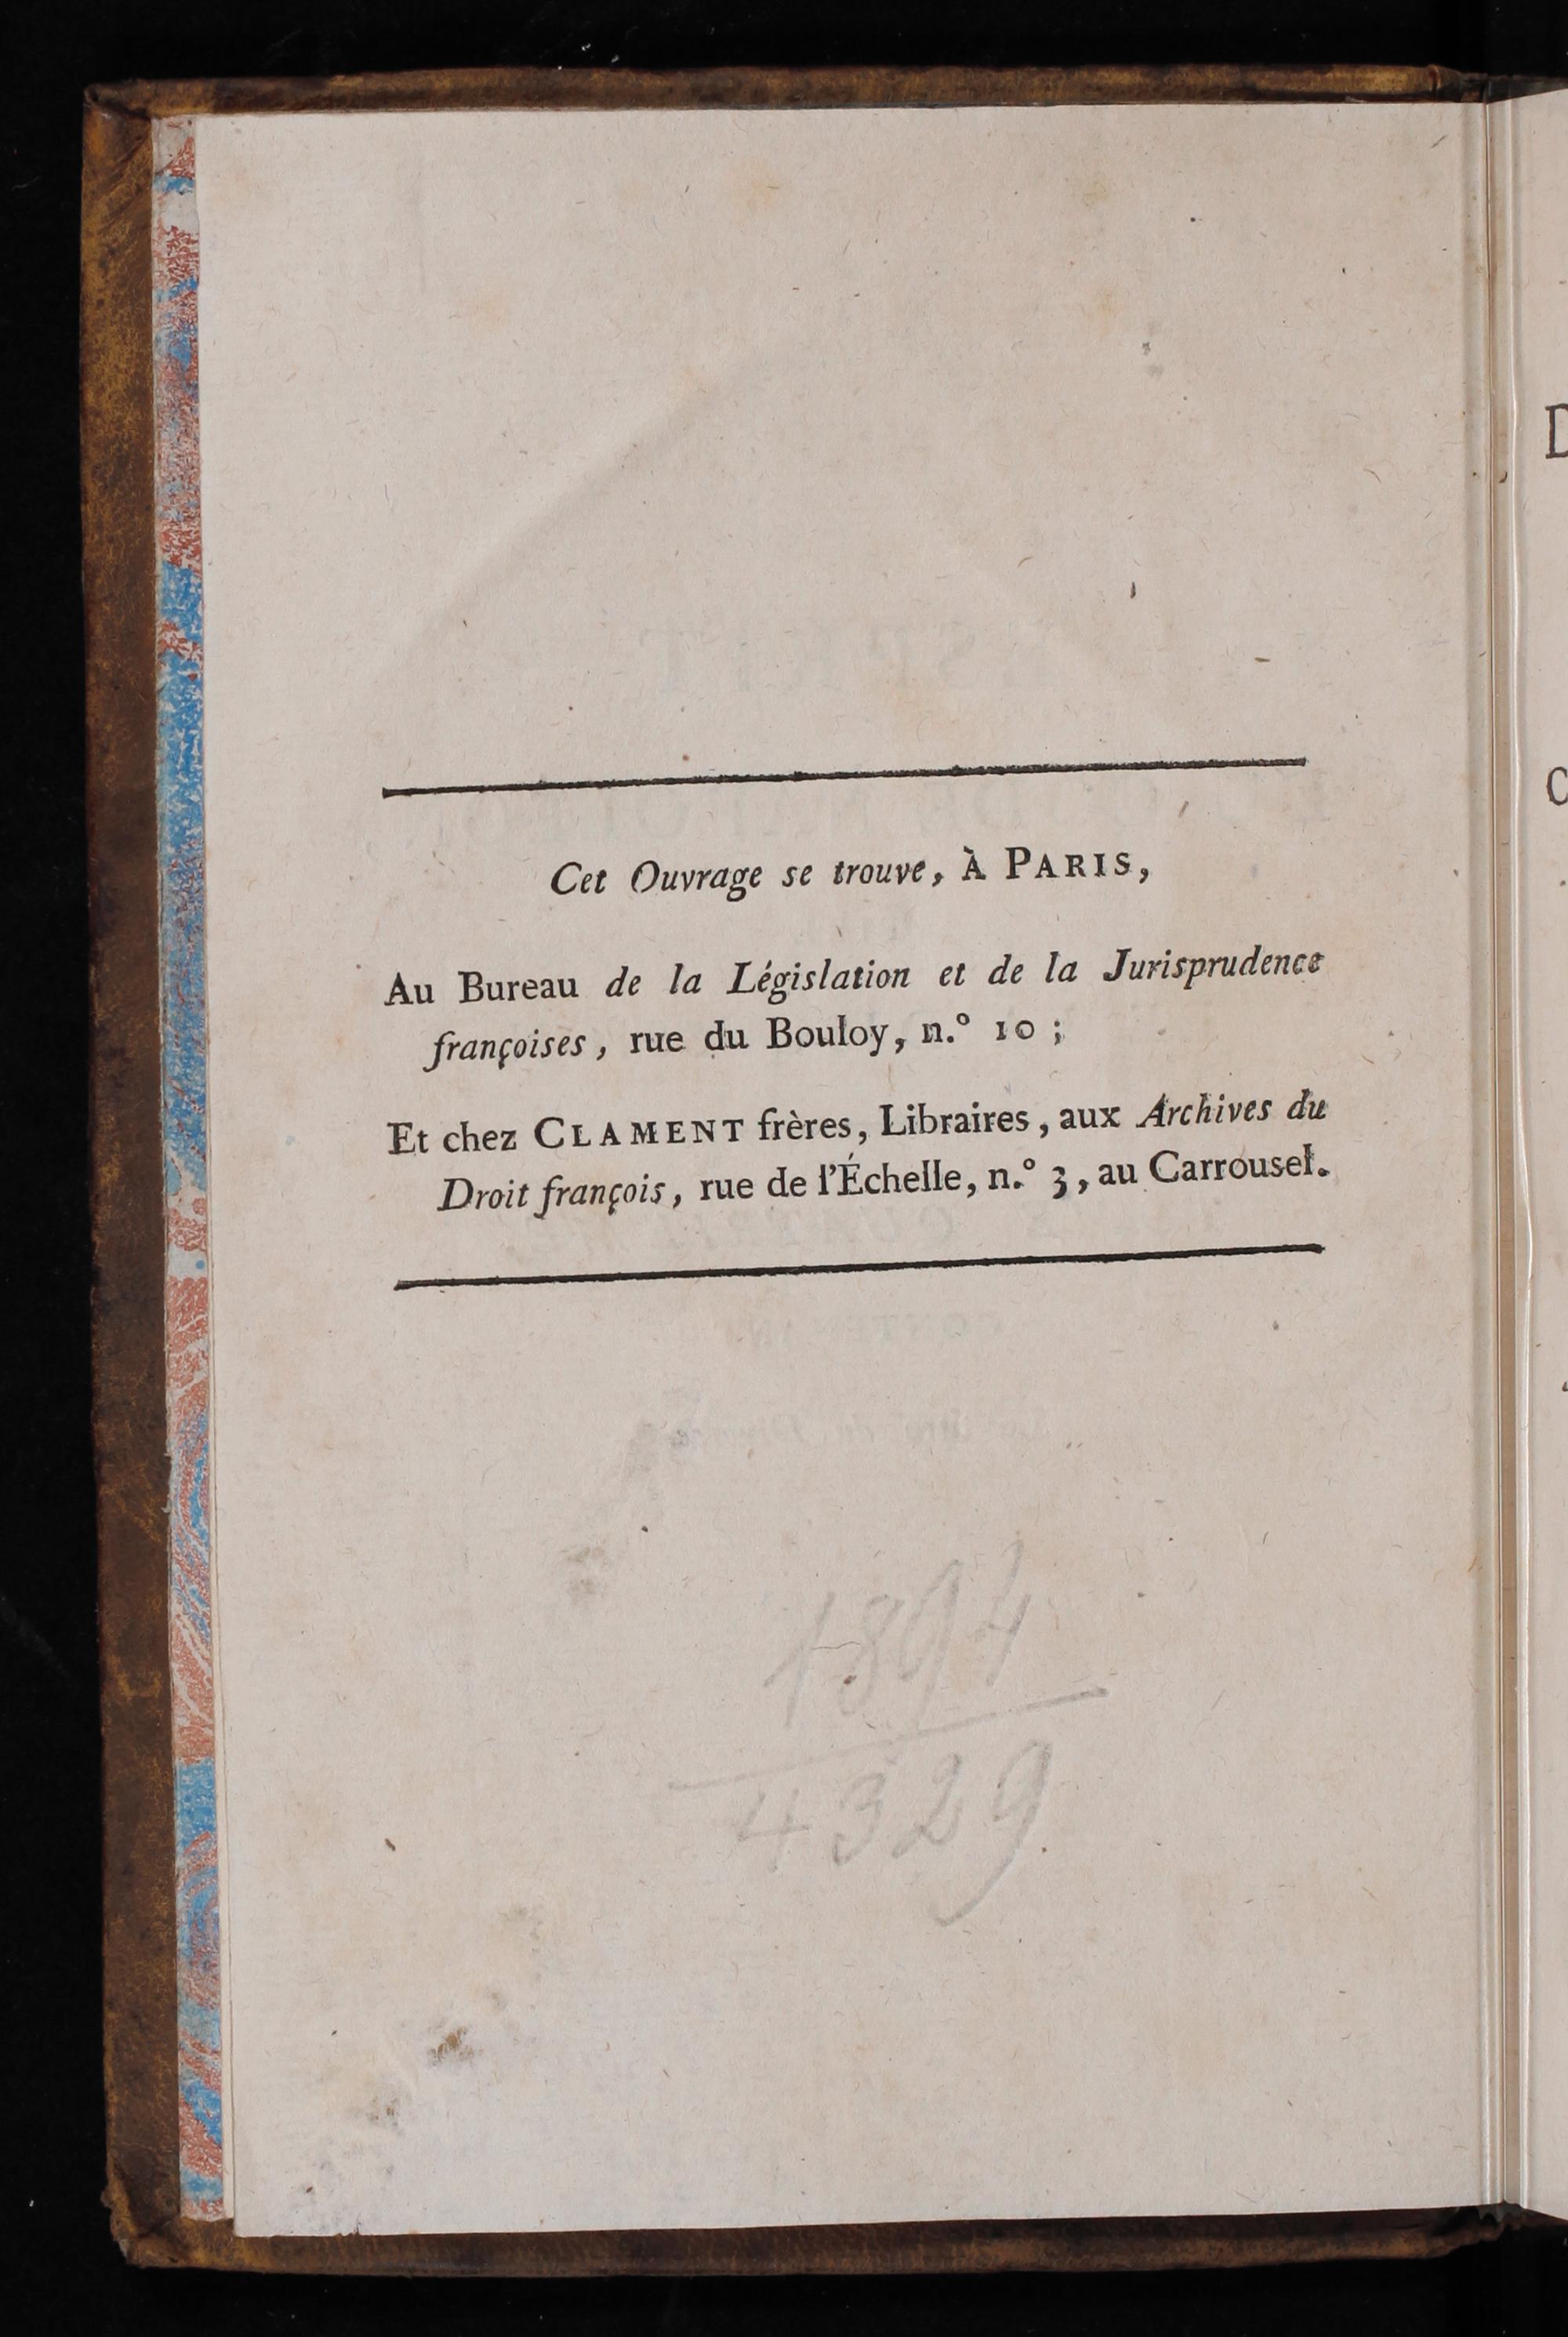 Cet Ouvrage se trouve, À PARIS,
Au Bureau de la Législation et de la Jurisprudence
françoises, rue du Bouloy, n.° 10 ;
Et chez CLAMENT frères, Libraires, aux Archives du
Droit françois, rue de l'Échelle, n.° 3, au Carrousel.
1894
4329